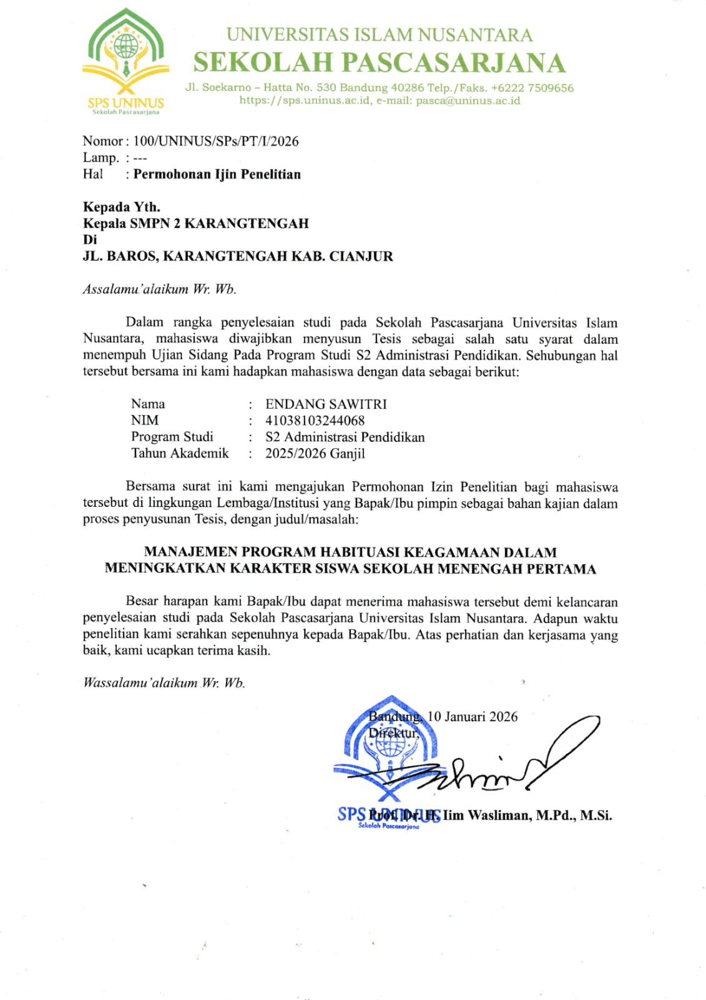 UNIVERSITAS ISLAM NUSANTARA
SEKOLAH PASCASARJANA
Jl. Soekarno – Hatta No. 530 Bandung 40286 Telp./Faks. +6222 7509656
https://sps.uninus.ac.id, e-mail: pasca@uninus.ac.id
SPS UNINUS
Sekolah Pascasarjana
Nomor : 100/UNINUS/SPs/PT/I/2026
Lamp. : ---
Hal : Permohonan Ijin Penelitian
Kepada Yth.
Kepala SMPN 2 KARANGTENGAH
Di
JL. BAROS, KARANGTENGAH KAB. CIANJUR
Assalamu'alaikum Wr. Wb.
Dalam rangka penyelesaian studi pada Sekolah Pascasarjana Universitas Islam
Nusantara, mahasiswa diwajibkan menyusun Tesis sebagai salah satu syarat dalam
menempuh Ujian Sidang Pada Program Studi S2 Administrasi Pendidikan. Sehubungan hal
tersebut bersama ini kami hadapkan mahasiswa dengan data sebagai berikut:
Nama : ENDANG SAWITRI
NIM : 41038103244068
Program Studi : S2 Administrasi Pendidikan
Tahun Akademik : 2025/2026 Ganjil
Bersama surat ini kami mengajukan Permohonan Izin Penelitian bagi mahasiswa
tersebut di lingkungan Lembaga/Institusi yang Bapak/Ibu pimpin sebagai bahan kajian dalam
proses penyusunan Tesis, dengan judul/masalah:
MANAJEMEN PROGRAM HABITUASI KEAGAMAAN DALAM
MENINGKATKAN KARAKTER SISWA SEKOLAH MENENGAH PERTAMA
Besar harapan kami Bapak/Ibu dapat menerima mahasiswa tersebut demi kelancaran
penyelesaian studi pada Sekolah Pascasarjana Universitas Islam Nusantara. Adapun waktu
penelitian kami serahkan sepenuhnya kepada Bapak/Ibu. Atas perhatian dan kerjasama yang
baik, kami ucapkan terima kasih.
Wassalamu'alaikum Wr. Wb.
Bandung, 10 Januari 2026
Direktur,
Prof. Dr. H. Iim Wasliman, M.Pd., M.Si.
SPS UNINUS
Sekolah Pascasarjana